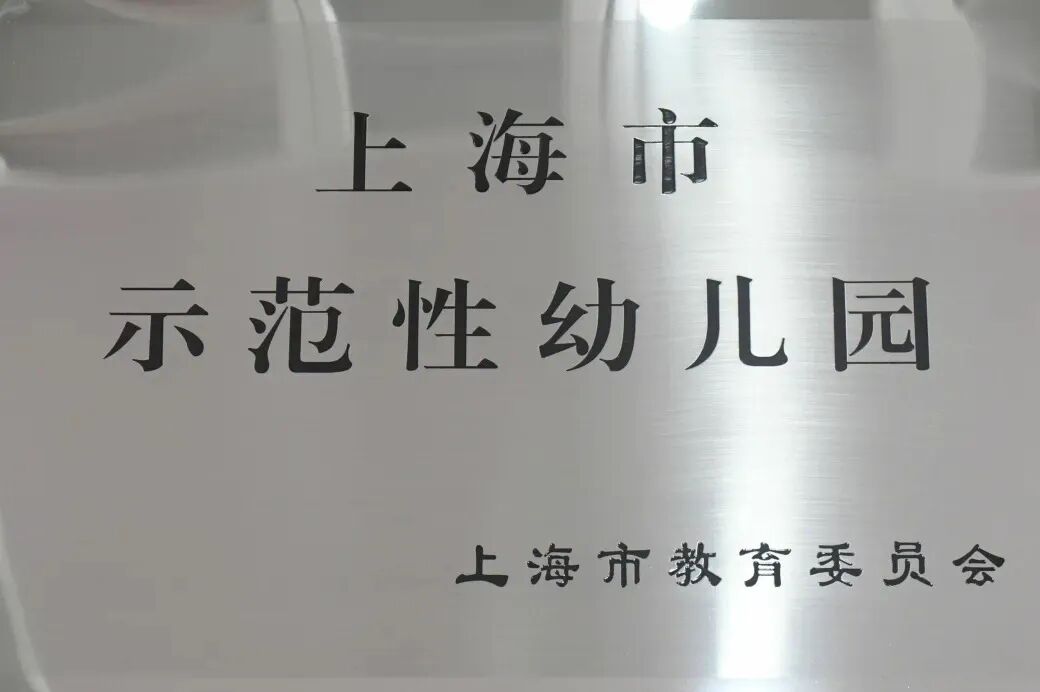 上海市
示范性幼儿园
上海市教育委员会